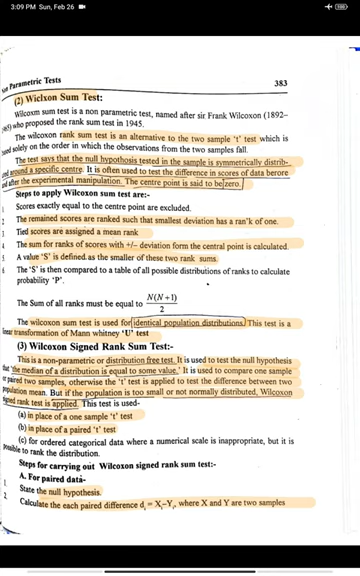 3:09 PM Sun, Feb 26
Non Parametric Tests
383
(2) Wiclxon Sum Test:
Wilcoxm sum test is a non parametric test, named after sir Frank Wilcoxon (1892–
1965) who proposed the rank sum test in 1945.
The wilcoxon rank sum test is an alternative to the two sample 't' test which is
based solely on the order in which the observations from the two samples fall.
The test says that the null hypothesis tested in the sample is symmetrically distrib-
uted around a specific centre. It is often used to test the difference in scores of data berore
and after the experimental manipulation. The centre point is said to be zero.
Steps to apply Wilcoxon sum test are:-
1 Scores exactly equal to the centre point are excluded.
2 The remained scores are ranked such smallest deviation has a ran'k of one.
3 Tied scores are assigned a mean rank
4 The sum for ranks of scores with +/– deviation form the central point is calculated.
5 A value 'S' is defined as the smaller of these two rank sums.
6 The 'S' is then compared to a table of all possible distributions of ranks to calculate
probability 'P'.
The Sum of all ranks must be equal to N(N+1)/2
The wilcoxon sum test is used for identical population distributions. This test is a
linear transformation of Mann whitney 'U' test
(3) Wilcoxon Signed Rank Sum Test:-
This is a non-parametric or distribution free test. It is used to test the null hypothesis
that 'the median of a distribution is equal to some value.' It is used to compare one sample
or paired two samples, otherwise the 't' test is applied to test the difference between two
population mean. But if the population is too small or not normally distributed, Wilcoxon
signed rank test is applied. This test is used-
(a) in place of a one sample 't' test
(b) in place of a paired 't' test
(c) for ordered categorical data where a numerical scale is inappropriate, but it is
possible to rank the distribution.
Steps for carrying out Wilcoxon signed rank sum test:-
A. For paired data-
1. State the null hypothesis.
2. Calculate the each paired difference dᵢ = Xᵢ–Yᵢ, where X and Y are two samples